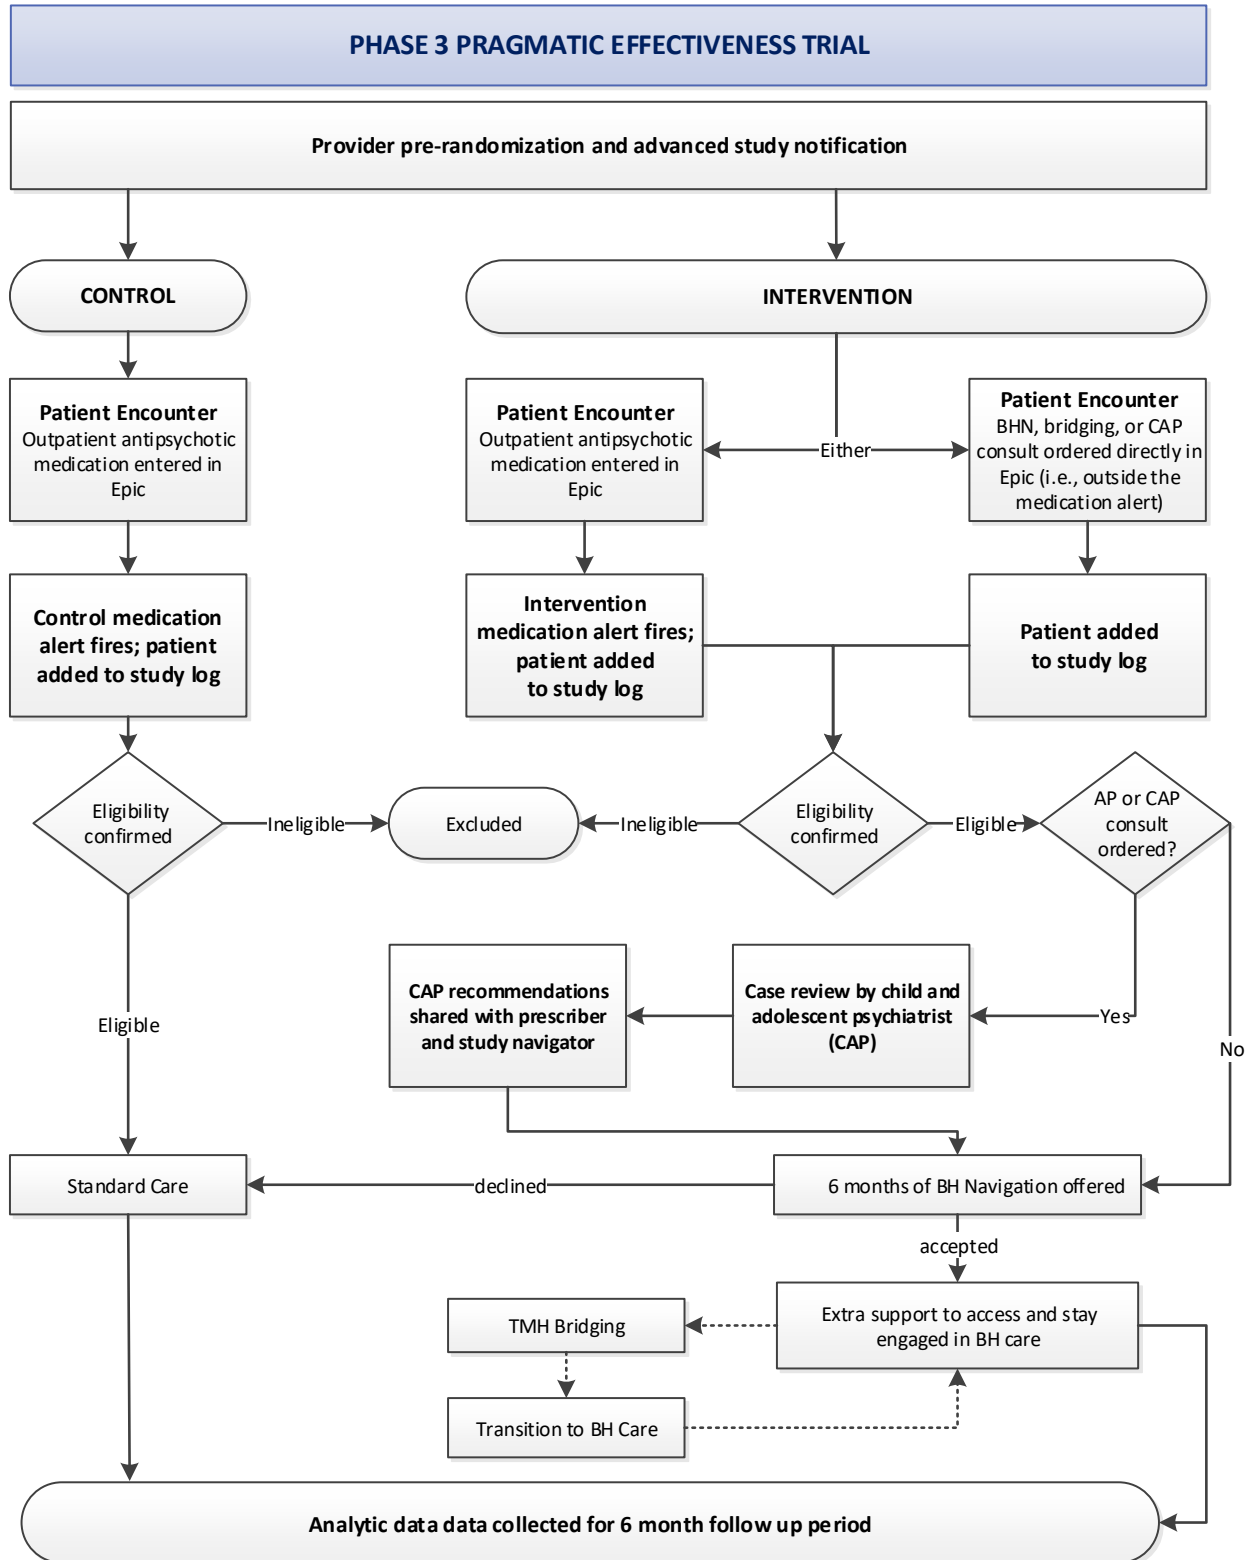 PHASE 3 PRAGMATIC EFFECTIVENESS TRIAL
Provider pre-randomization and advanced study notification
CONTROL
INTERVENTION
Patient Encounter
Outpatient antipsychotic
medication entered in
Epic
Patient Encounter
Outpatient antipsychotic
medication entered in
Epic
Either
Patient Encounter
BHN, bridging, or CAP
consult ordered directly in
Epic (i.e., outside the
medication alert)
Control medication
alert fires; patient
added to study log
Intervention
medication alert fires;
patient added
to study log
Patient added
to study log
Eligibility
confirmed
Ineligible
Excluded
Ineligible
Eligibility
confirmed
Eligible
AP or CAP
consult
ordered?
CAP recommendations
shared with prescriber
and study navigator
Case review by child and
adolescent psychiatrist
(CAP)
Yes
Eligible
No
Standard Care
declined
6 months of BH Navigation offered
accepted
TMH Bridging
Extra support to access and stay
engaged in BH care
Transition to BH Care
Analytic data data collected for 6 month follow up period